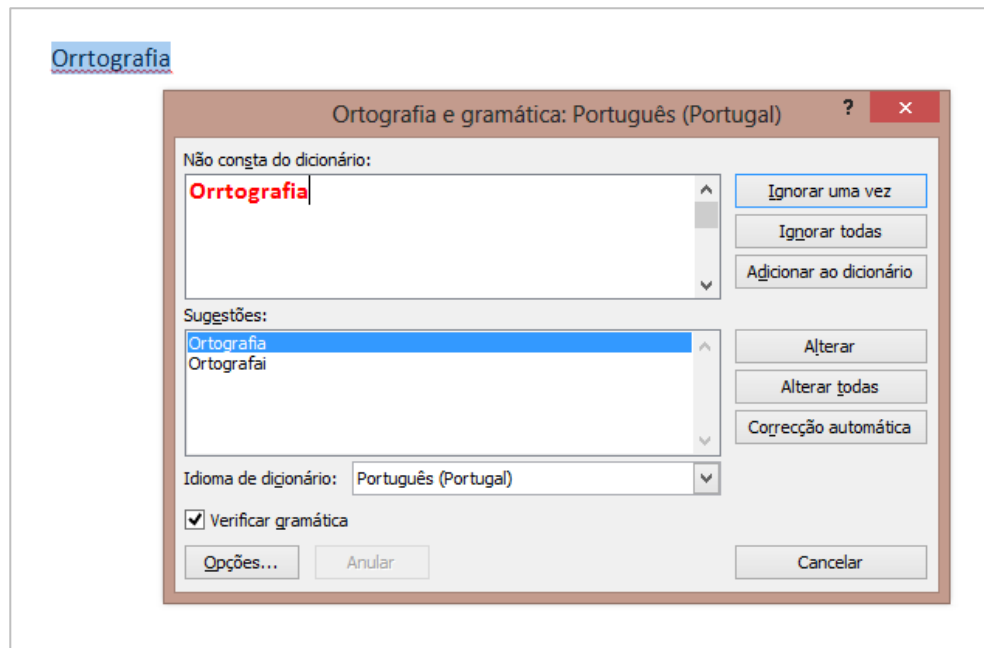 Orrtografia
Ortografia e gramática: Português (Portugal) ? ×
Não consta do dicionário:
Orrtografia
Ignorar uma vez
Ignorar todas
Adicionar ao dicionário
Sugestões:
Ortografia
Ortografai
Alterar
Alterar todas
Correcção automática
Idioma de dicionário: Português (Portugal)
Verificar gramática
Opções... Anular Cancelar